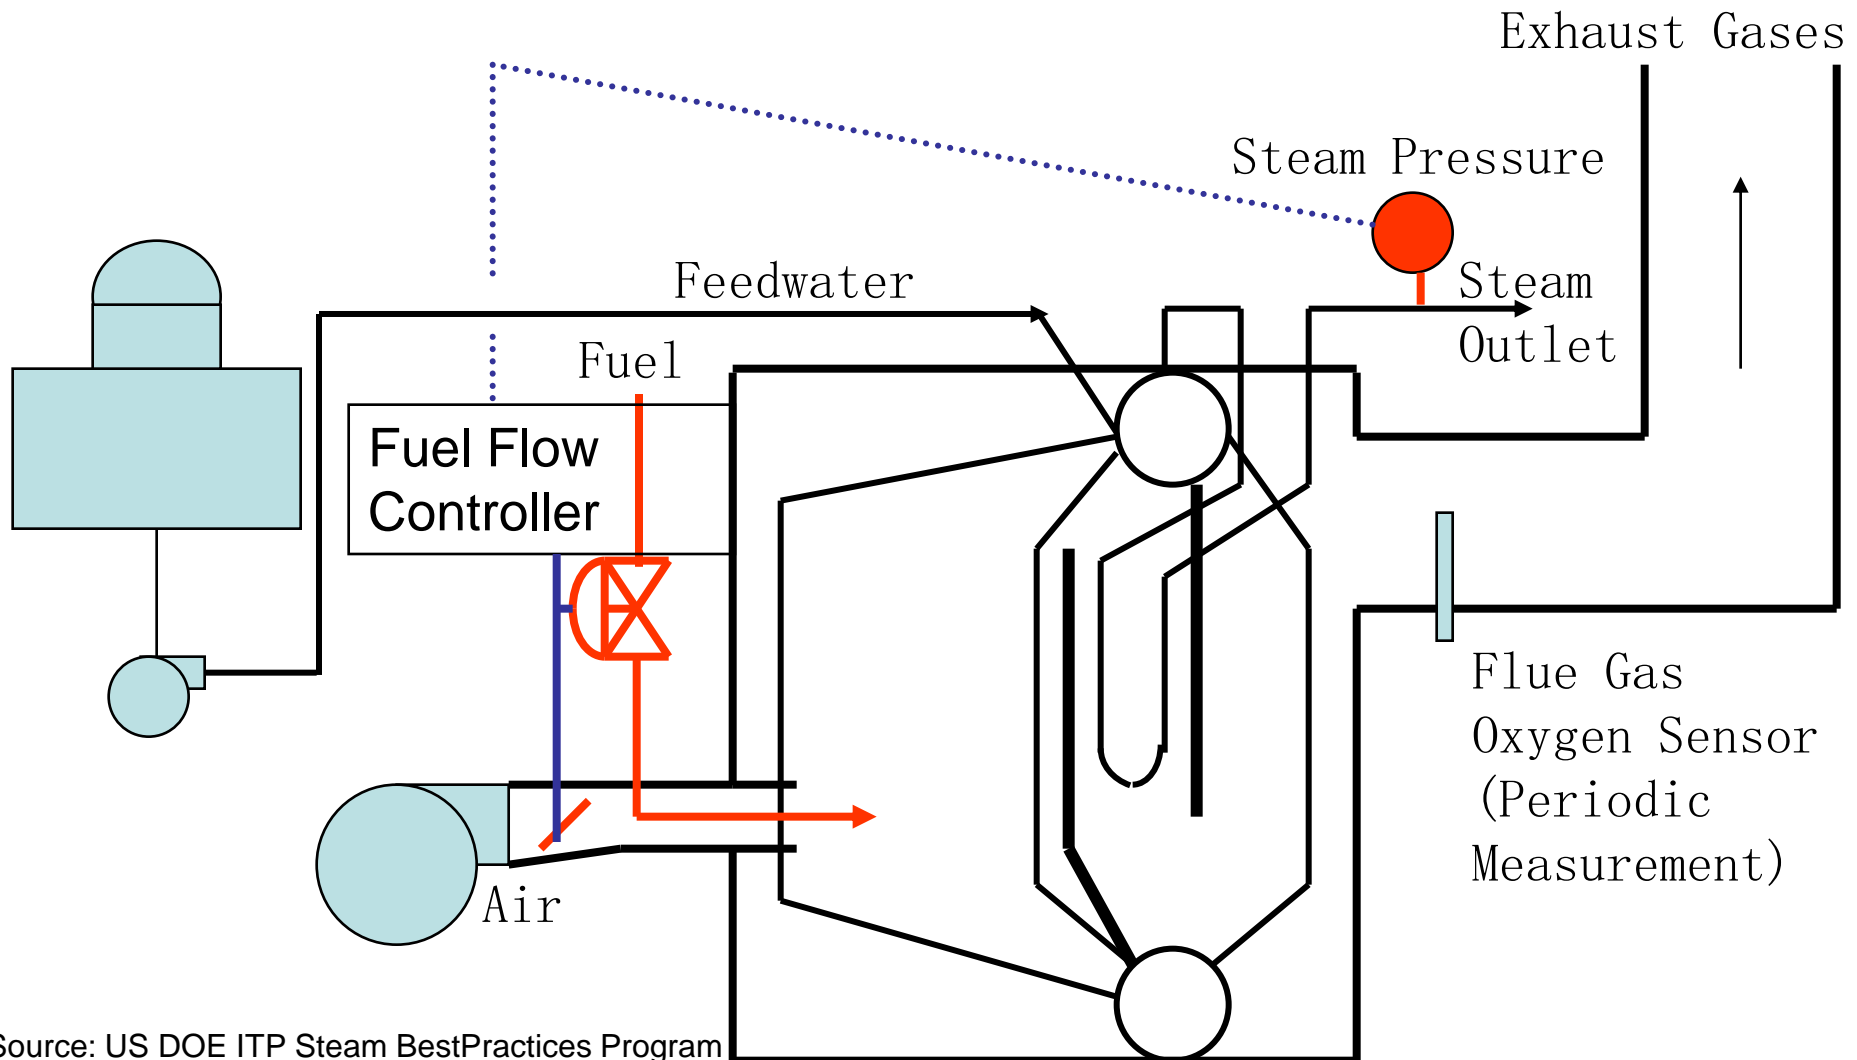 Exhaust Gases
Steam Pressure
Feedwater
Steam
Outlet
Fuel
Fuel Flow
Controller
Flue Gas
Oxygen Sensor
(Periodic
Measurement)
Air
Source: US DOE ITP Steam BestPractices Program